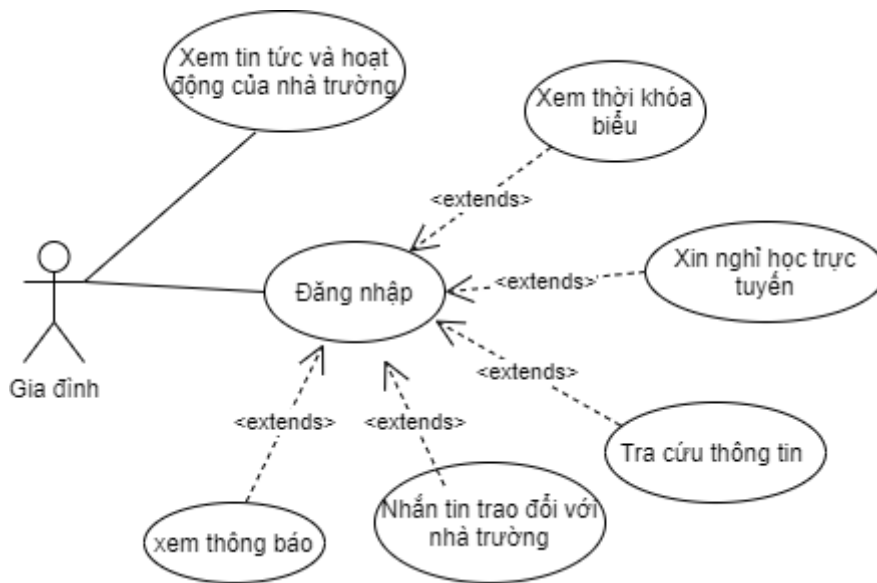 Xem tin tức và hoạt
động của nhà trường
Xem thời khóa
biểu
<extends>
Xin nghỉ học trực
tuyến
<extends>
Đăng nhập
Gia đình
<extends>
<extends>
<extends>
Tra cứu thông tin
Nhắn tin trao đổi với
nhà trường
xem thông báo